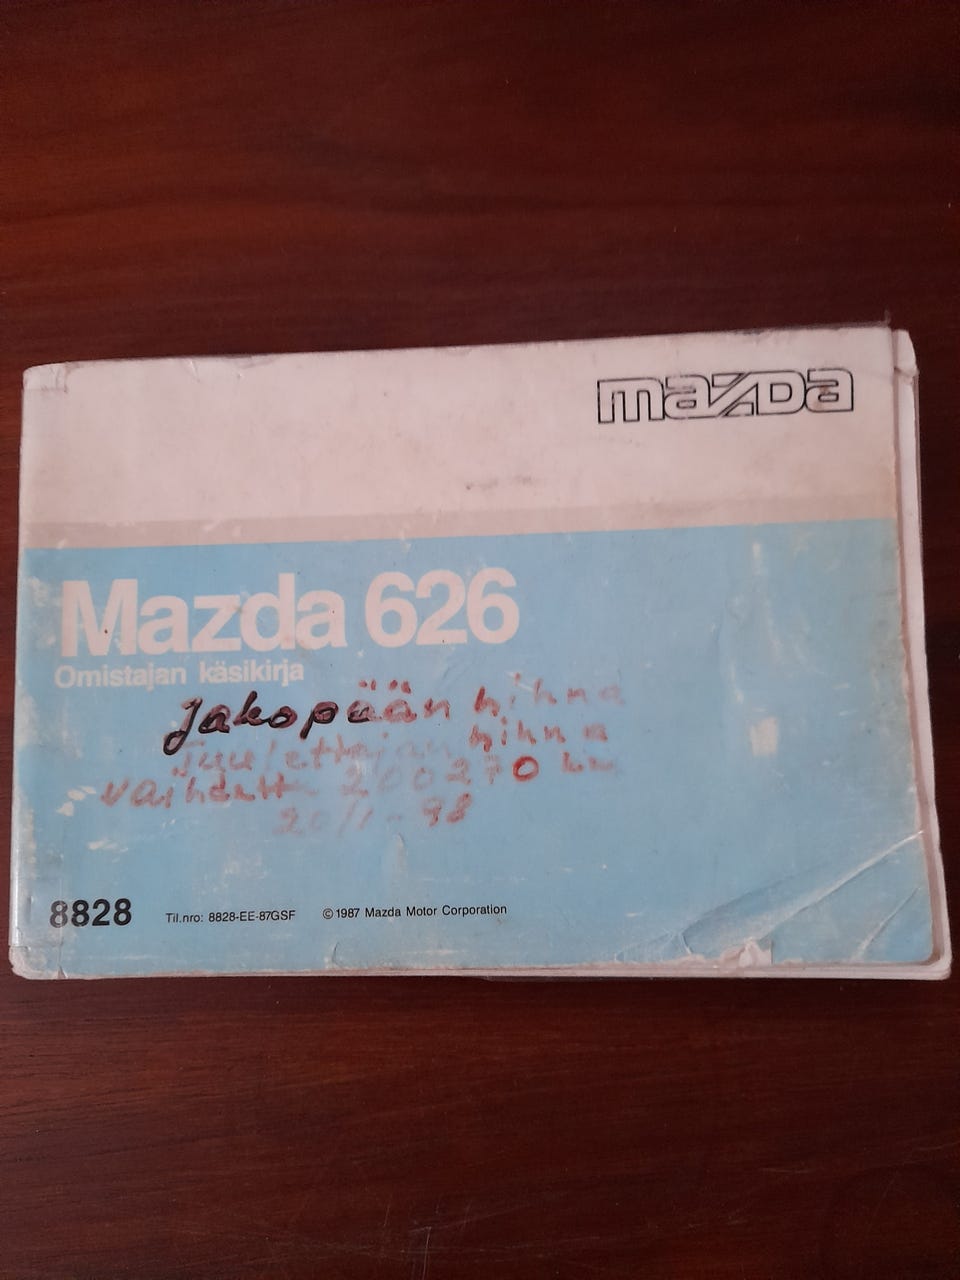 mazda
Mazda 626
Omistajan käsikirja
Jakopään hihna
Tuulettajan hihna
vaihdettu 200270 km
20/1-98
8828 Til.nro: 8828-EE-87GSF © 1987 Mazda Motor Corporation